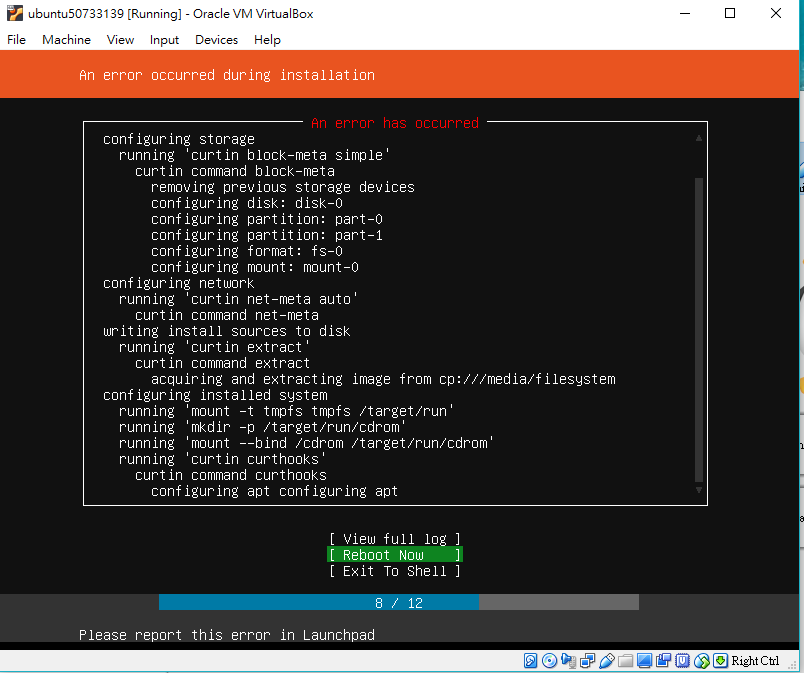 ubuntu50733139 [Running] - Oracle VM VirtualBox
File Machine View Input Devices Help
An error occurred during installation
An error has occurred
configuring storage
running 'curtin block-meta simple'
curtin command block-meta
removing previous storage devices
configuring disk: disk-0
configuring partition: part-0
configuring partition: part-1
configuring format: fs-0
configuring mount: mount-0
configuring network
running 'curtin net-meta auto'
curtin command net-meta
writing install sources to disk
running 'curtin extract'
curtin command extract
acquiring and extracting image from cp:///media/filesystem
configuring installed system
running 'mount -t tmpfs tmpfs /target/run'
running 'mkdir -p /target/run/cdrom'
running 'mount --bind /cdrom /target/run/cdrom'
running 'curtin curthooks'
curtin command curthooks
configuring apt configuring apt
[ View full log ]
[ Reboot Now ]
[ Exit To Shell ]
8 / 12
Please report this error in Launchpad
Right Ctrl